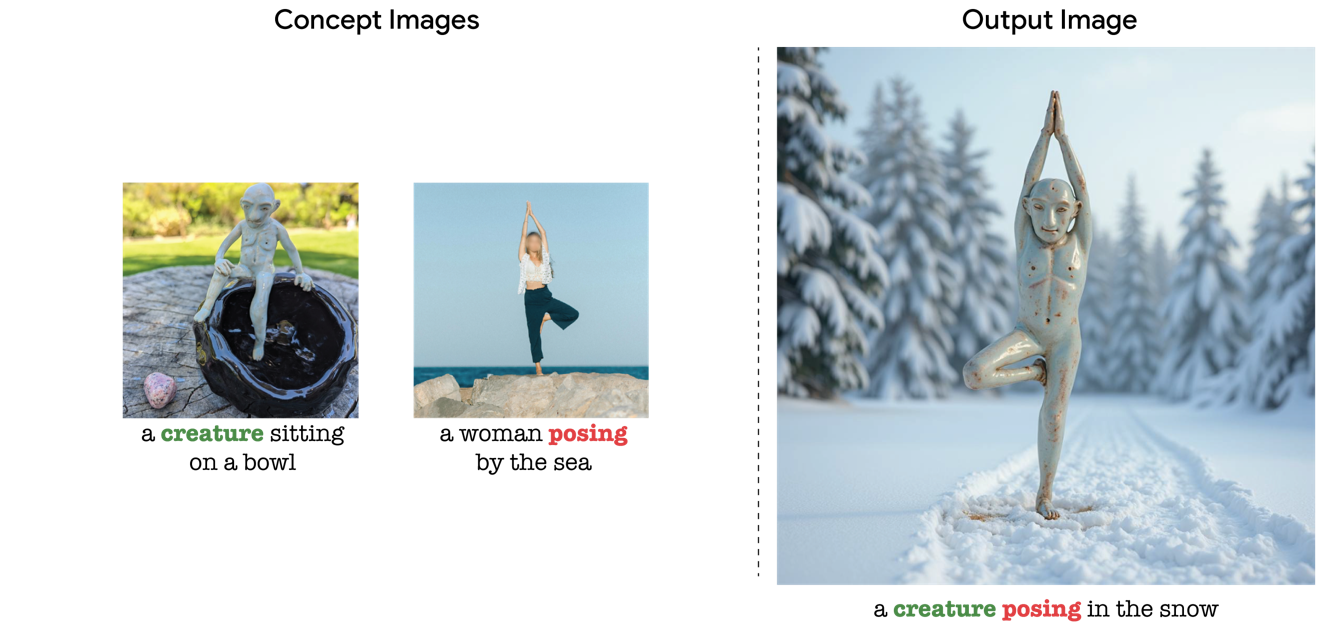 Concept Images
Output Image
a creature sitting
on a bowl
a woman posing
by the sea
a creature posing in the snow